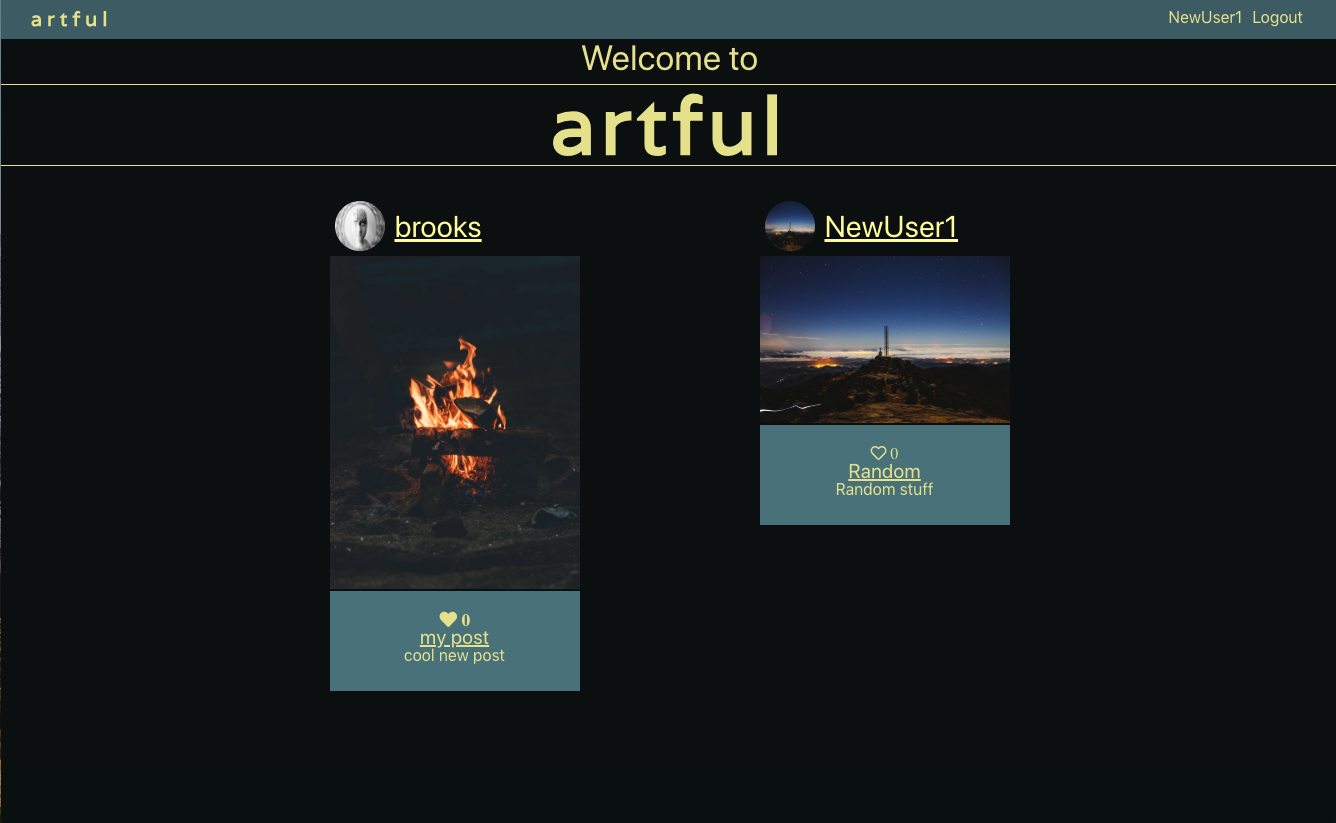 artful
NewUser1 Logout
Welcome to
artful
brooks
NewUser1
0
my post
cool new post
0
Random
Random stuff